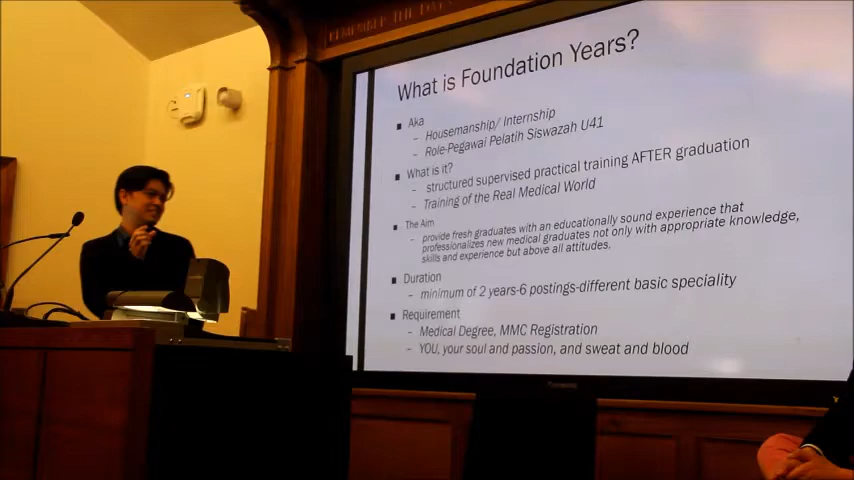 REMEMBER THE DAYS
What is Foundation Years?
■ Aka
– Housemanship/ Internship
– Role-Pegawai Pelatih Siswazah U41
■ What is it?
– structured supervised practical training AFTER graduation
– Training of the Real Medical World
■ The Aim
– provide fresh graduates with an educationally sound experience that
professionalizes new medical graduates not only with appropriate knowledge,
skills and experience but above all attitudes.
■ Duration
– minimum of 2 years-6 postings-different basic speciality
■ Requirement
– Medical Degree, MMC Registration
– YOU, your soul and passion, and sweat and blood
Panasonic